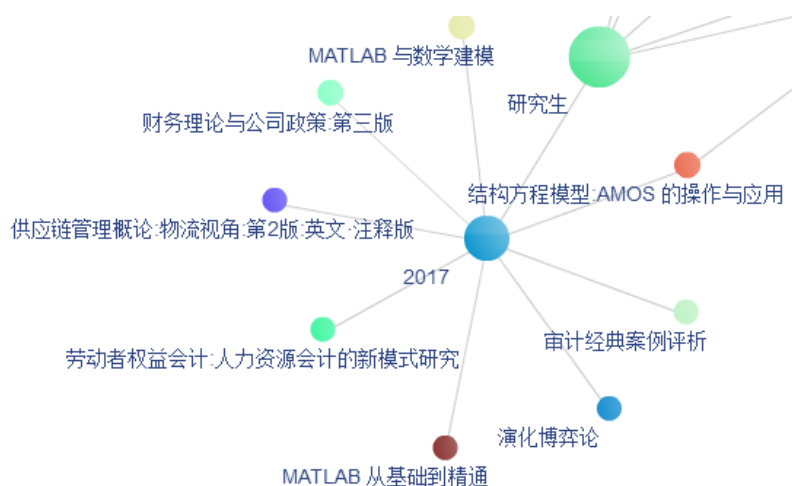 MATLAB 与数学建模
研究生
财务理论与公司政策:第三版
结构方程模型:AMOS 的操作与应用
供应链管理概论:物流视角:第2版:英文·注释版
2017
审计经典案例评析
劳动者权益会计:人力资源会计的新模式研究
演化博弈论
MATLAB 从基础到精通